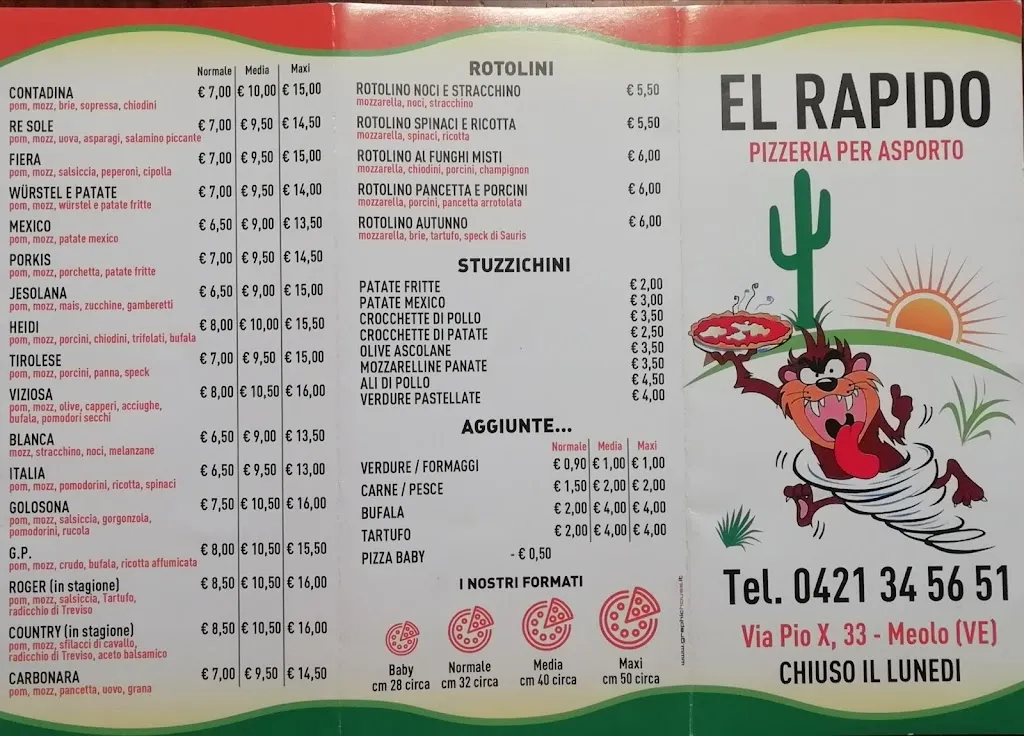 Normale Media Maxi
CONTADINA € 7,00 € 10,00 € 15,00
pom, mozz, brie, sopressa, chiodini
RE SOLE € 7,00 € 9,50 € 14,50
pom, mozz, uova, asparagi, salamino piccante
FIERA € 7,00 € 9,50 € 15,00
pom, mozz, salsiccia, peperoni, cipolla
WÜRSTEL E PATATE € 7,00 € 9,50 € 14,00
pom, mozz, würstel e patate fritte
MEXICO € 6,50 € 9,00 € 13,50
pom, mozz, patate mexico
PORKIS € 7,00 € 9,50 € 14,50
pom, mozz, porchetta, patate fritte
JESOLANA € 6,50 € 9,00 € 15,00
pom, mozz, mais, zucchine, gamberetti
HEIDI € 8,00 € 10,00 € 15,50
pom, mozz, porcini, chiodini, trifolati, bufala
TIROLESE € 7,00 € 9,50 € 15,00
pom, mozz, porcini, panna, speck
VIZIOSA € 8,00 € 10,50 € 16,00
pom, mozz, olive, capperi, acciughe,
bufala, pomodori secchi
BLANCA € 6,50 € 9,00 € 13,50
mozz, stracchino, noci, melanzane
ITALIA € 6,50 € 9,50 € 13,00
pom, mozz, pomodorini, ricotta, spinaci
GOLOSONA € 7,50 € 10,50 € 16,00
pom, mozz, salsiccia, gorgonzola,
pomodorini, rucola
G.P. € 8,00 € 10,50 € 15,50
pom, mozz, crudo, bufala, ricotta affumicata
ROGER (in stagione) € 8,50 € 10,50 € 16,00
pom, mozz, salsiccia, Tartufo,
radicchio di Treviso
COUNTRY (in stagione) € 8,50 € 10,50 € 16,00
pom, mozz, sfilacci di cavallo,
radicchio di Treviso, aceto balsamico
CARBONARA € 7,00 € 9,50 € 14,50
pom, mozz, pancetta, uovo, grana
ROTOLINI
ROTOLINO NOCI E STRACCHINO € 5,50
mozzarella, noci, stracchino
ROTOLINO SPINACI E RICOTTA € 5,50
mozzarella, spinaci, ricotta
ROTOLINO AI FUNGHI MISTI € 6,00
mozzarella, chiodini, porcini, champignon
ROTOLINO PANCETTA E PORCINI € 6,00
mozzarella, porcini, pancetta arrotolata
ROTOLINO AUTUNNO € 6,00
mozzarella, brie, tartufo, speck di Sauris
STUZZICHINI
PATATE FRITTE € 2,00
PATATE MEXICO € 3,00
CROCCHETTE DI POLLO € 3,50
CROCCHETTE DI PATATE € 2,50
OLIVE ASCOLANE € 3,50
MOZZARELLINE PANATE € 3,50
ALI DI POLLO € 4,50
VERDURE PASTELLATE € 4,00
AGGIUNTE...
Normale Media Maxi
VERDURE / FORMAGGI € 0,90 € 1,00 € 1,00
CARNE / PESCE € 1,50 € 2,00 € 2,00
BUFALA € 2,00 € 4,00 € 4,00
TARTUFO € 2,00 € 4,00 € 4,00
PIZZA BABY - € 0,50
I NOSTRI FORMATI
Baby Normale Media Maxi
cm 28 circa cm 32 circa cm 40 circa cm 50 circa
www.graphichouse.it
EL RAPIDO
PIZZERIA PER ASPORTO
Tel. 0421 34 56 51
Via Pio X, 33 - Meolo (VE)
CHIUSO IL LUNEDI